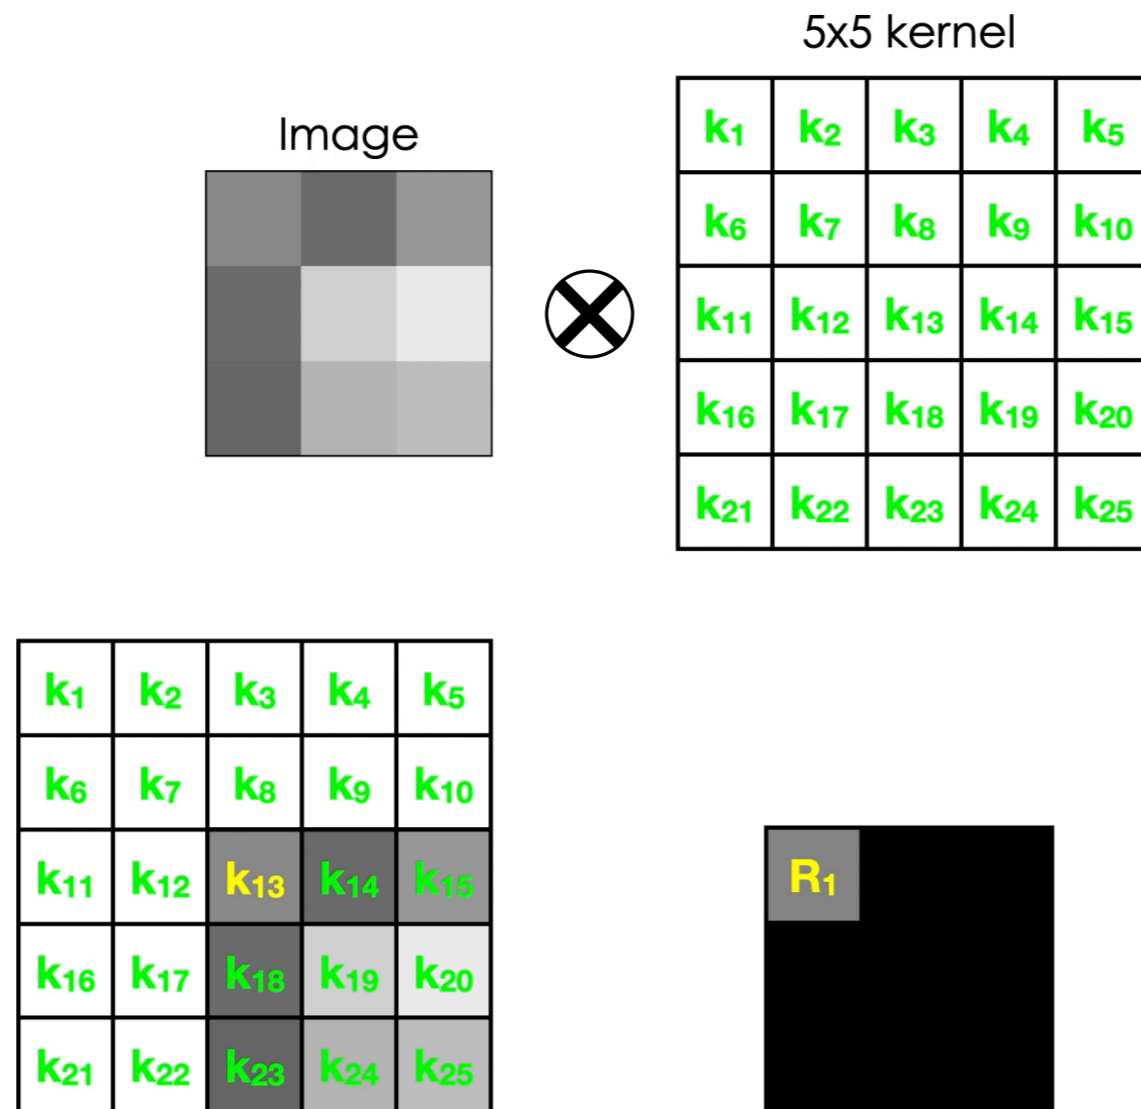 5x5 kernel
Image
k₁ k₂ k₃ k₄ k₅
k₆ k₇ k₈ k₉ k₁₀
k₁₁ k₁₂ k₁₃ k₁₄ k₁₅
k₁₆ k₁₇ k₁₈ k₁₉ k₂₀
k₂₁ k₂₂ k₂₃ k₂₄ k₂₅
k₁ k₂ k₃ k₄ k₅
k₆ k₇ k₈ k₉ k₁₀
k₁₁ k₁₂ k₁₃ k₁₄ k₁₅
k₁₆ k₁₇ k₁₈ k₁₉ k₂₀
k₂₁ k₂₂ k₂₃ k₂₄ k₂₅
R₁